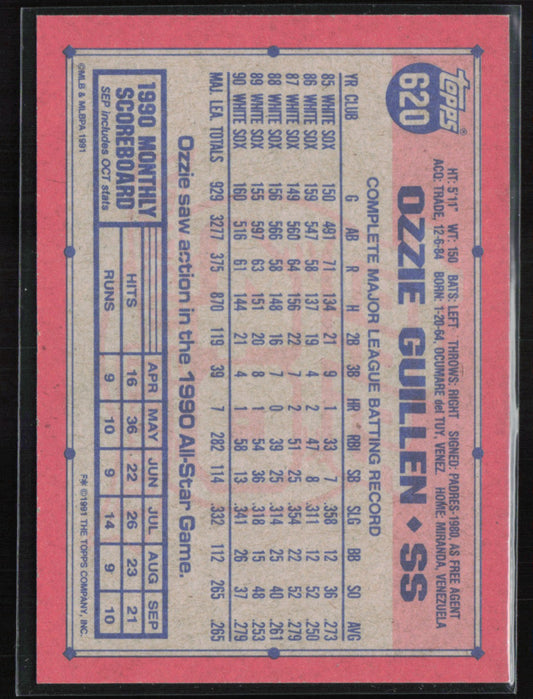 topps®
620
OZZIE GUILLEN ♦ SS
HT: 5'11" WT: 150 BATS: LEFT THROWS: RIGHT SIGNED: PADRES-1980, AS FREE AGENT
ACQ: TRADE, 12-6-84 BORN: 1-20-64, OCUMARE del TUY, VENEZ. HOME: MIRANDA, VENEZUELA
COMPLETE MAJOR LEAGUE BATTING RECORD
YR CLUB G AB R H 2B 3B HR RBI SB SLG BB SO AVG
85 WHITE SOX 150 491 71 134 21 9 1 33 7 .358 12 36 .273
86 WHITE SOX 159 547 58 137 19 4 2 47 8 .311 12 52 .250
87 WHITE SOX 149 560 64 156 22 7 2 51 25 .354 22 52 .279
88 WHITE SOX 156 566 58 148 16 7 0 39 25 .314 25 40 .261
89 WHITE SOX 155 597 63 151 20 8 1 54 36 .318 15 48 .253
90 WHITE SOX 160 516 61 144 21 4 1 58 13 .341 26 37 .279
MAJ. LEA. TOTALS 929 3277 375 870 119 39 7 282 114 .332 112 265 .265
Ozzie saw action in the 1990 All-Star Game.
1990 MONTHLY
SCOREBOARD
SEP includes OCT stats
APR MAY JUN JUL AUG SEP
HITS 16 36 22 26 23 21
RUNS 9 10 9 14 9 10
©MLB & MLBPA 1991
F* ©1991 THE TOPPS COMPANY, INC.